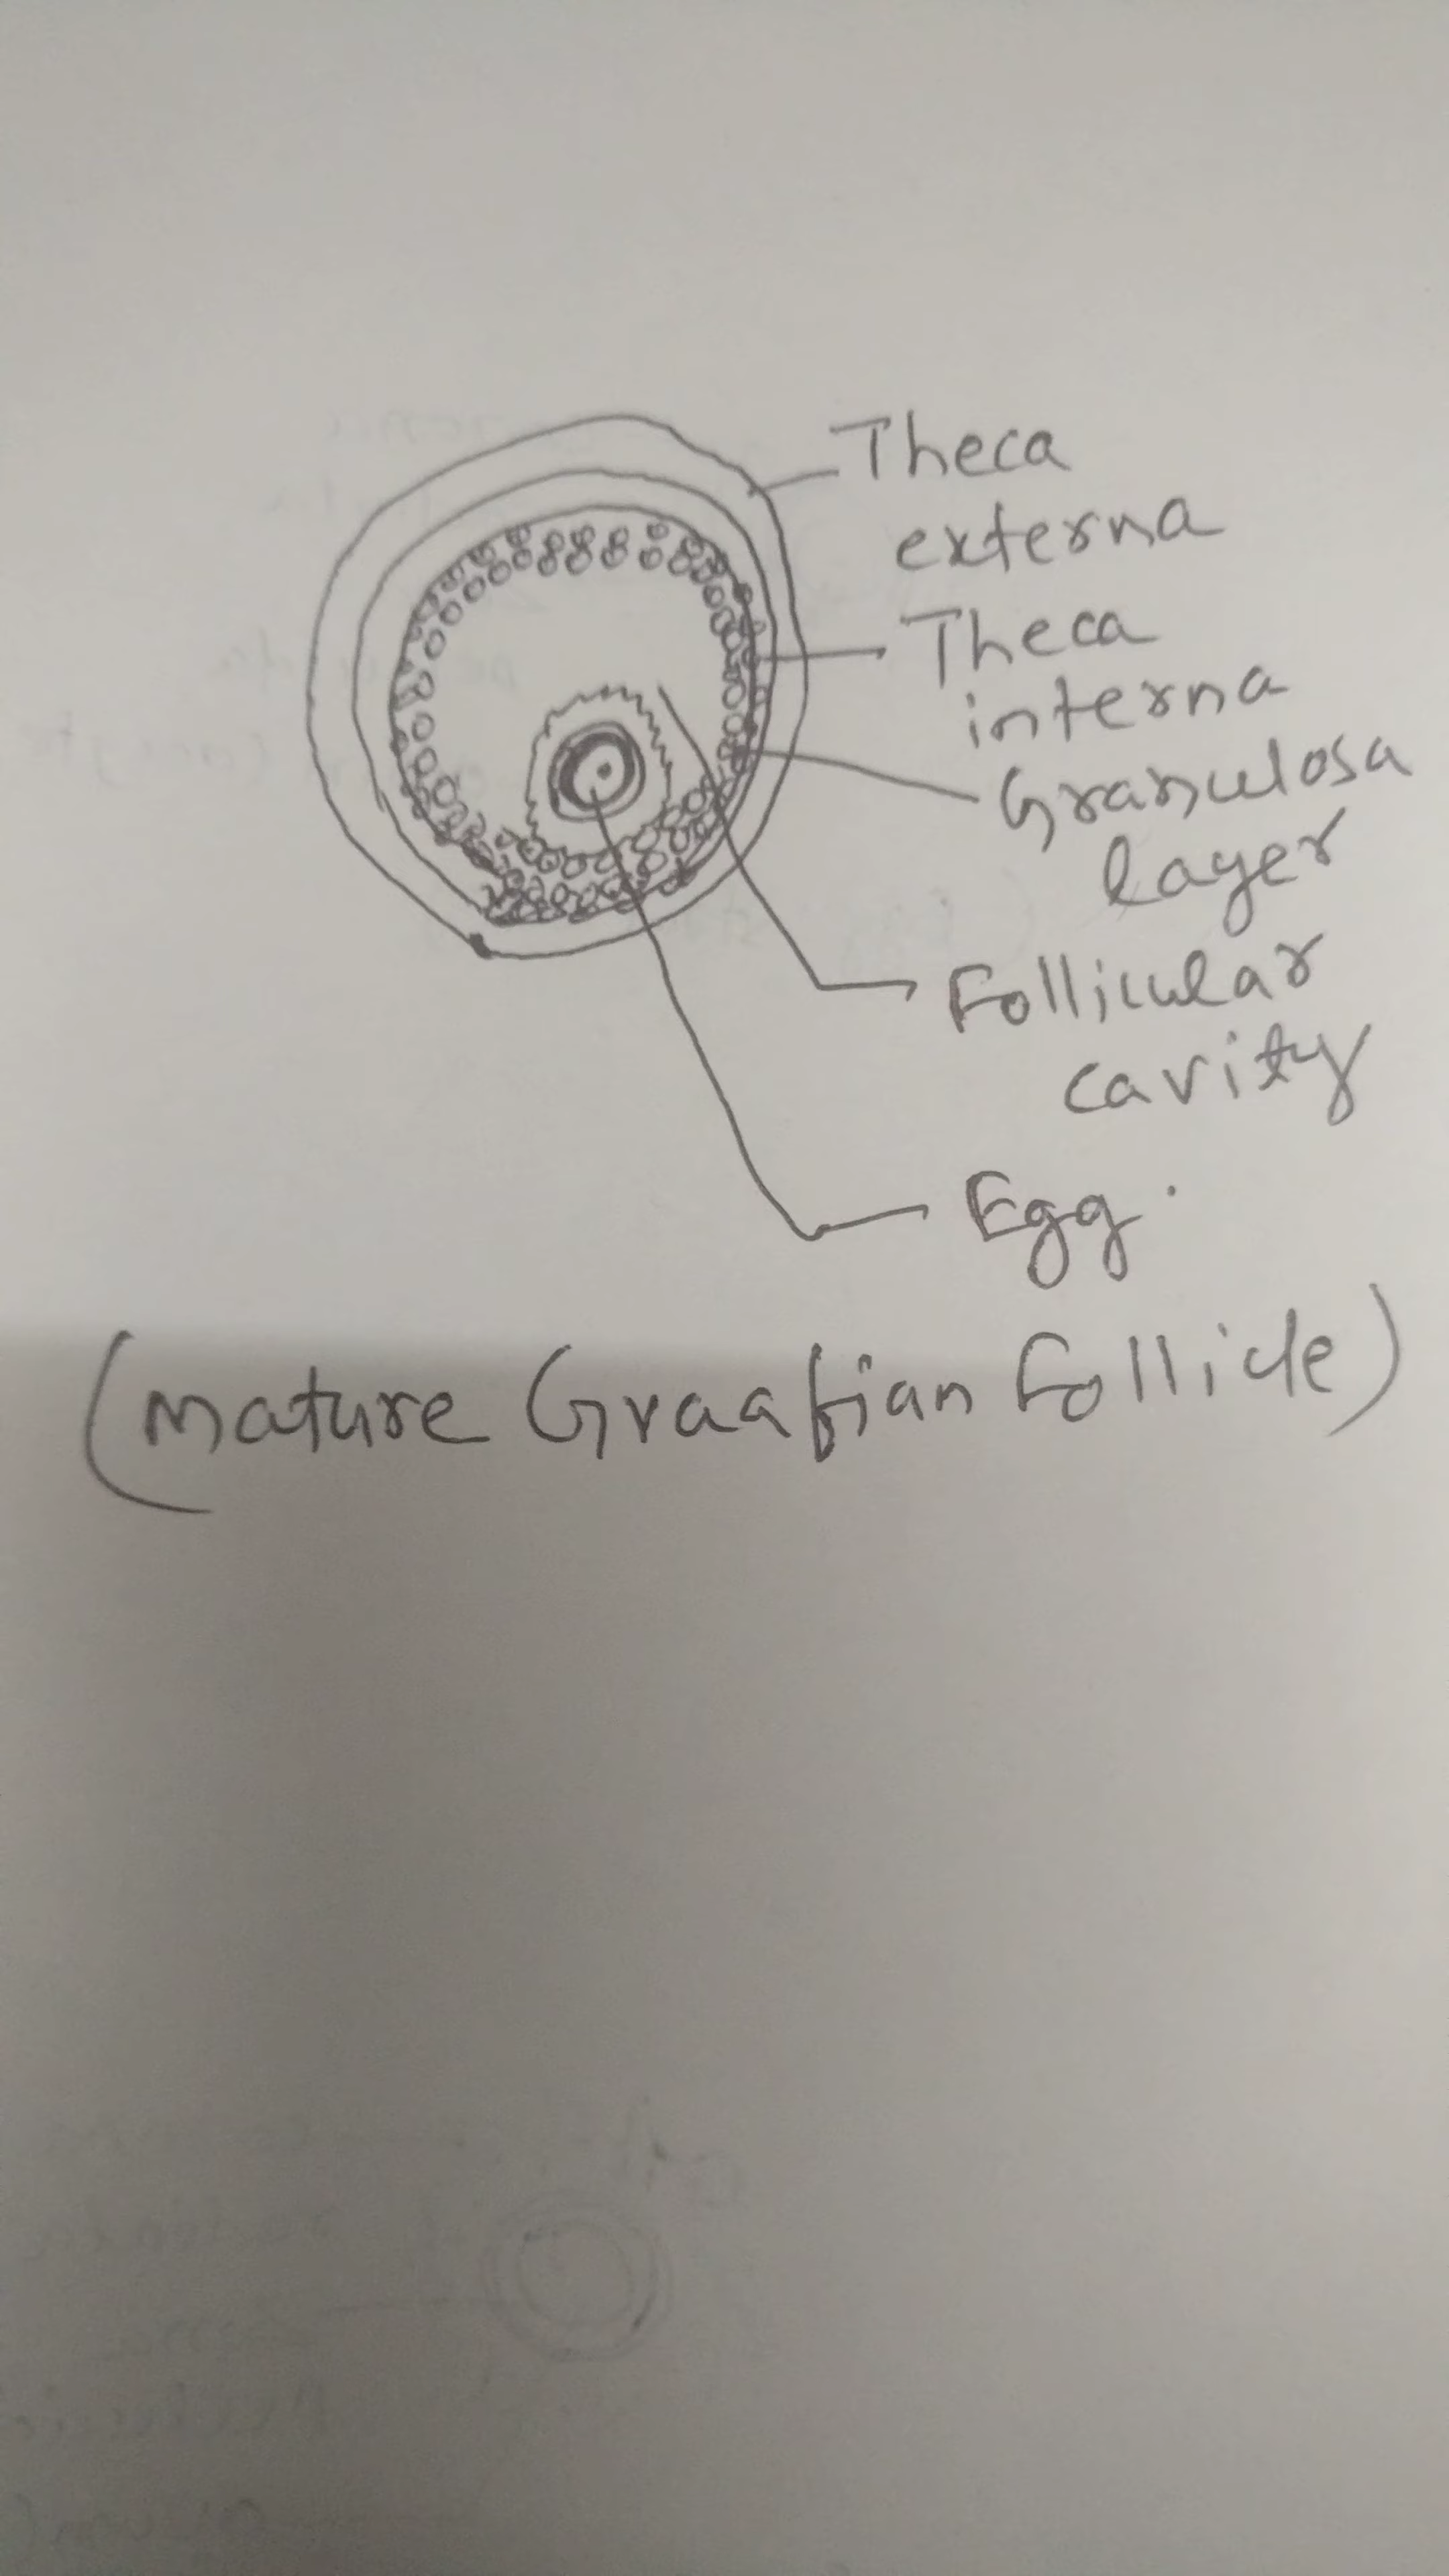 Theca
externa
Theca
interna
Granulosa
layer
Follicular
cavity
Egg.
(Mature Graafian Follicle)